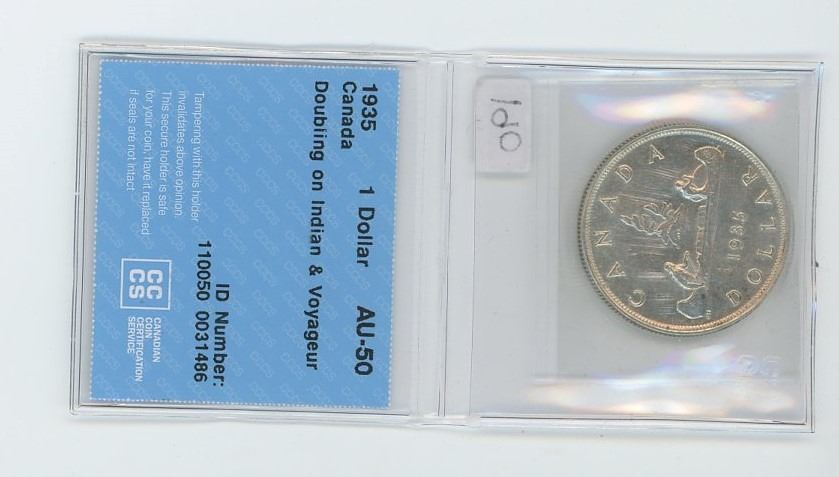 1935
Canada 1 Dollar AU-50
Doubling on Indian & Voyageur
ID Number:
110050 0031486
Tampering with this holder
invalidates above opinion.
This secure holder is safe
for your coin, have it replaced
if seals are not intact
CC
CS
CANADIAN
COIN
CERTIFICATION
SERVICE
CANADA
1935
DOLLAR